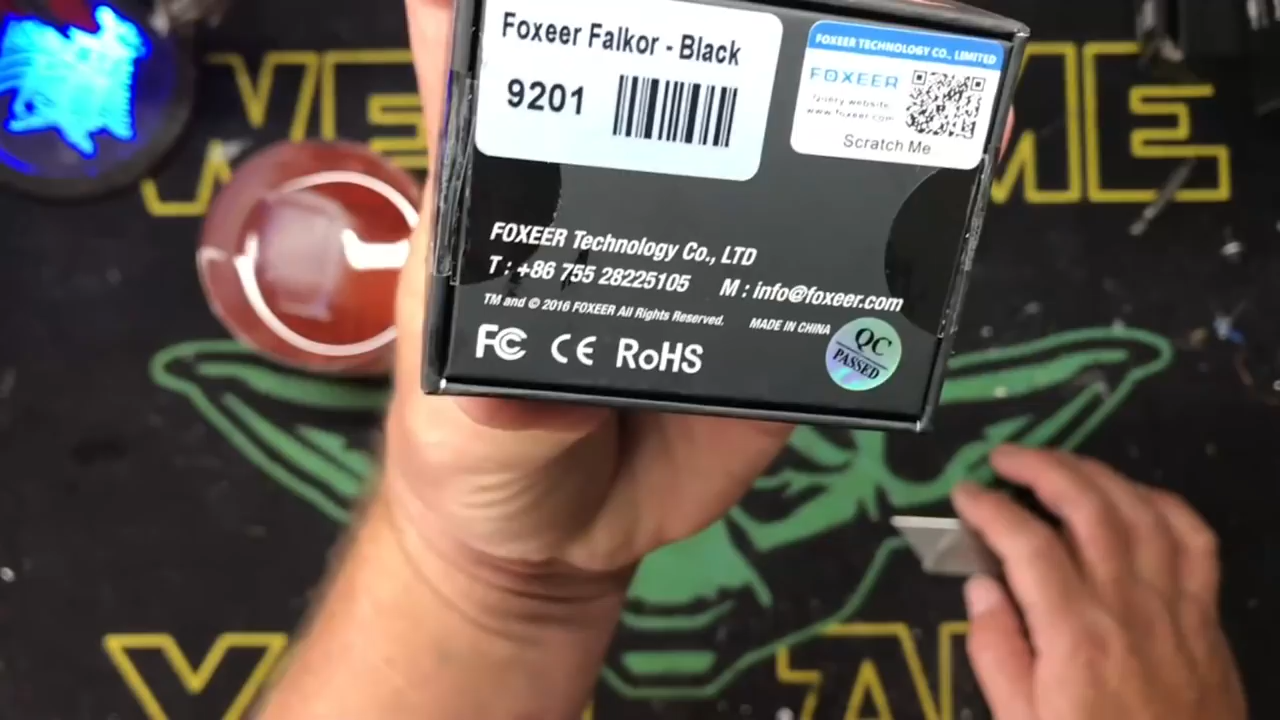 Foxeer Falkor - Black
9201
FOXEER TECHNOLOGY CO., LIMITED
FOXEER
Query website:
www.foxeer.com
Scratch Me
FOXEER Technology Co., LTD
T : +86 755 28225105 M : info@foxeer.com
TM and © 2016 FOXEER All Rights Reserved. MADE IN CHINA
FC CE RoHS
QC
PASSED